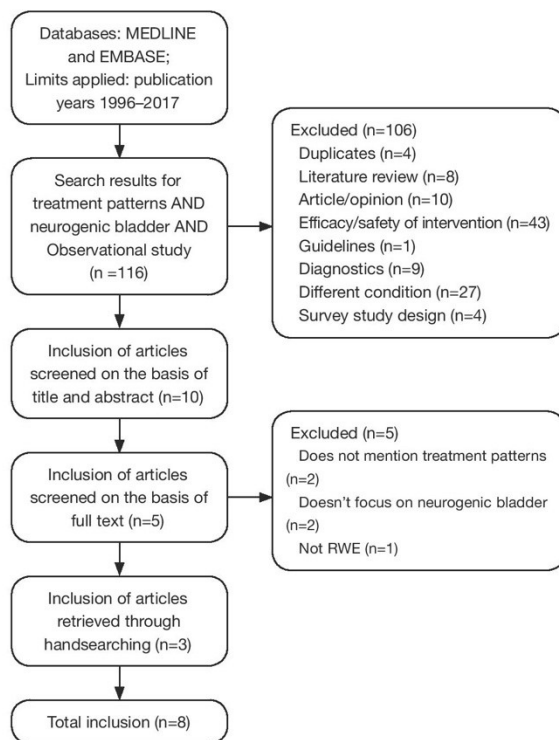 Databases: MEDLINE
and EMBASE;
Limits applied: publication
years 1996–2017
Search results for
treatment patterns AND
neurogenic bladder AND
Observational study
(n =116)
Excluded (n=106)
Duplicates (n=4)
Literature review (n=8)
Article/opinion (n=10)
Efficacy/safety of intervention (n=43)
Guidelines (n=1)
Diagnostics (n=9)
Different condition (n=27)
Survey study design (n=4)
Inclusion of articles
screened on the basis of
title and abstract (n=10)
Inclusion of articles
screened on the basis of
full text (n=5)
Excluded (n=5)
Does not mention treatment patterns
(n=2)
Doesn't focus on neurogenic bladder
(n=2)
Not RWE (n=1)
Inclusion of articles
retrieved through
handsearching (n=3)
Total inclusion (n=8)